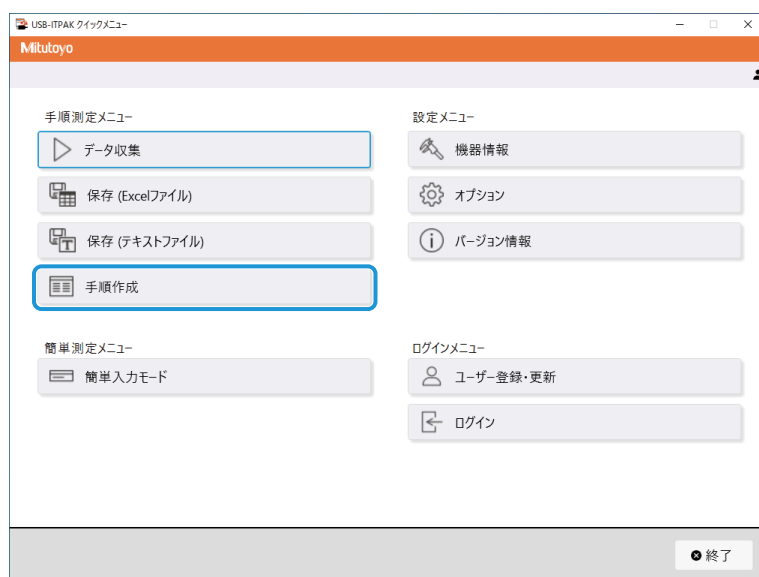 USB-ITPAK クイックメニュー
Mitutoyo
手順測定メニュー
データ収集
保存 (Excelファイル)
保存 (テキストファイル)
手順作成
簡単測定メニュー
簡単入力モード
設定メニュー
機器情報
オプション
バージョン情報
ログインメニュー
ユーザー登録・更新
ログイン
終了